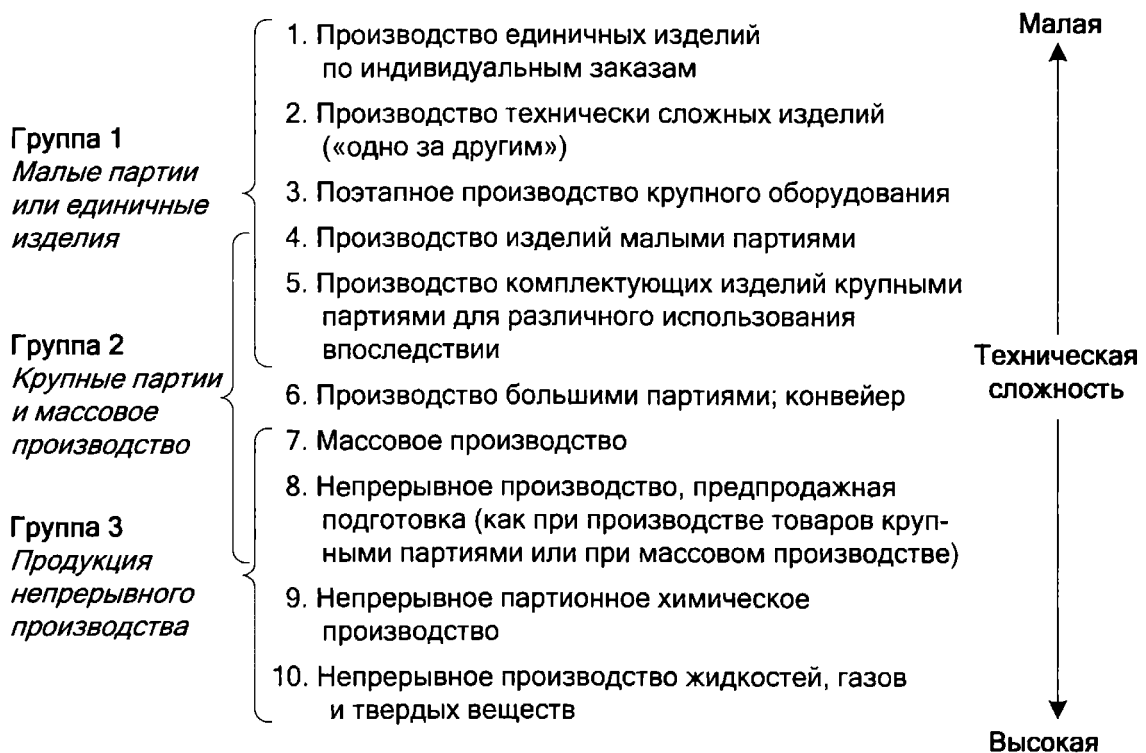 Малая
1. Производство единичных изделий
по индивидуальным заказам
2. Производство технически сложных изделий
(«одно за другим»)
Группа 1
Малые партии
или единичные
изделия
3. Поэтапное производство крупного оборудования
4. Производство изделий малыми партиями
5. Производство комплектующих изделий крупными
партиями для различного использования
впоследствии
Группа 2
Крупные партии
и массовое
производство
Техническая
сложность
6. Производство большими партиями; конвейер
7. Массовое производство
8. Непрерывное производство, предпродажная
подготовка (как при производстве товаров круп-
ными партиями или при массовом производстве)
Группа 3
Продукция
непрерывного
производства
9. Непрерывное партионное химическое
производство
10. Непрерывное производство жидкостей, газов
и твердых веществ
Высокая